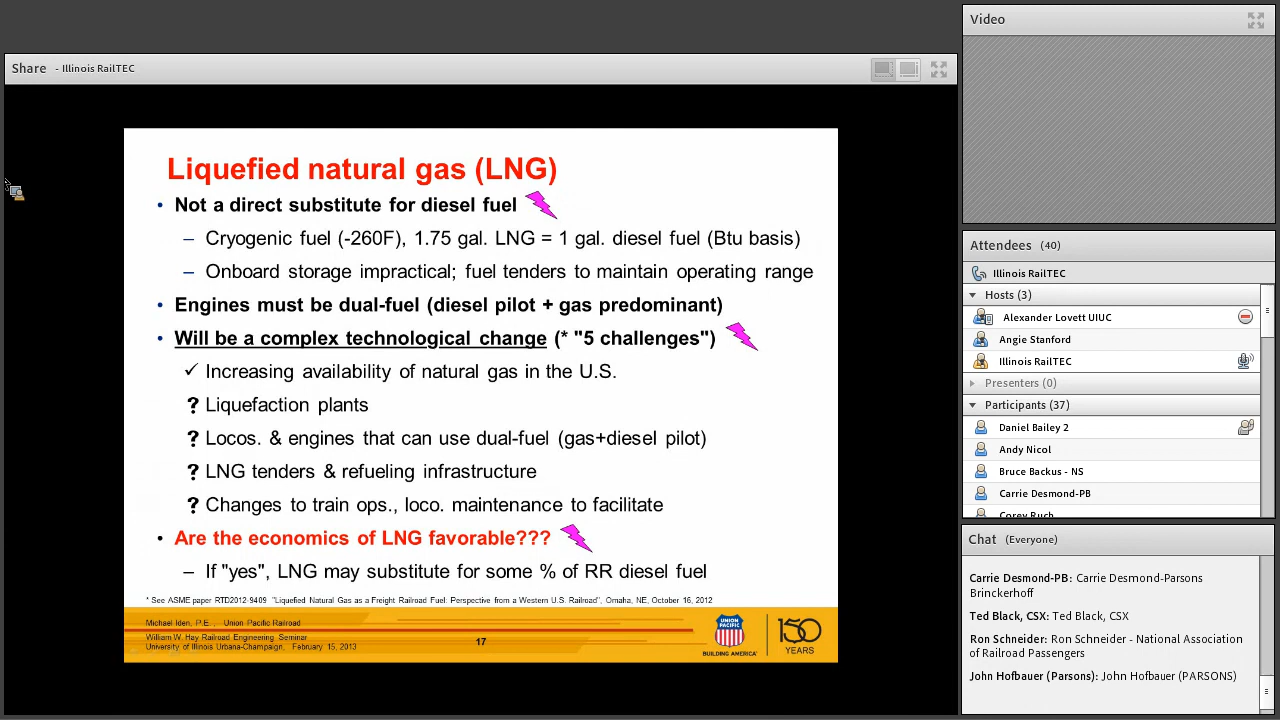 Video
Share - Illinois RailTEC
Liquefied natural gas (LNG)
• Not a direct substitute for diesel fuel
– Cryogenic fuel (-260F), 1.75 gal. LNG = 1 gal. diesel fuel (Btu basis)
– Onboard storage impractical; fuel tenders to maintain operating range
• Engines must be dual-fuel (diesel pilot + gas predominant)
• Will be a complex technological change (* "5 challenges")
✓ Increasing availability of natural gas in the U.S.
? Liquefaction plants
? Locos. & engines that can use dual-fuel (gas+diesel pilot)
? LNG tenders & refueling infrastructure
? Changes to train ops., loco. maintenance to facilitate
• Are the economics of LNG favorable???
– If "yes", LNG may substitute for some % of RR diesel fuel
* See ASME paper RTD2012-9409 "Liquefied Natural Gas as a Freight Railroad Fuel: Perspective from a Western U.S. Railroad", Omaha, NE, October 16, 2012
Michael Iden, P.E. , Union Pacific Railroad
William W. Hay Railroad Engineering Seminar
University of Illinois Urbana-Champaign, February 15, 2013
17
UNION
PACIFIC
BUILDING AMERICA®
150
YEARS
Attendees (40)
Illinois RailTEC
Hosts (3)
Alexander Lovett UIUC
Angie Stanford
Illinois RailTEC
Presenters (0)
Participants (37)
Daniel Bailey 2
Andy Nicol
Bruce Backus - NS
Carrie Desmond-PB
Corey Ruch
Chat (Everyone)
Carrie Desmond-PB: Carrie Desmond-Parsons
Brinckerhoff
Ted Black, CSX: Ted Black, CSX
Ron Schneider: Ron Schneider - National Association
of Railroad Passengers
John Hofbauer (Parsons): John Hofbauer (PARSONS)